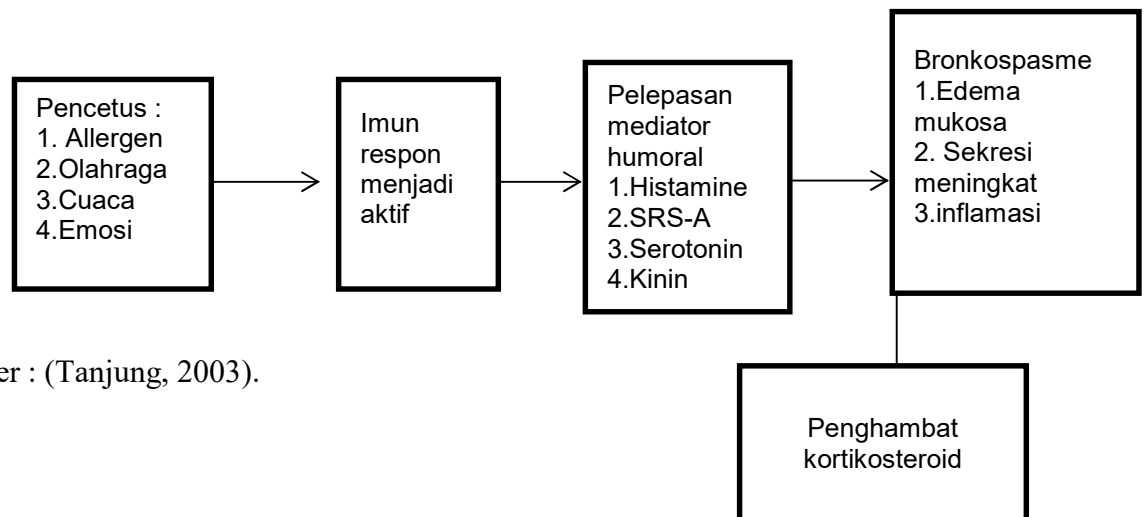 Pencetus :
1. Allergen
2.Olahraga
3.Cuaca
4.Emosi
Imun
respon
menjadi
aktif
Pelepasan
mediator
humoral
1.Histamine
2.SRS-A
3.Serotonin
4.Kinin
Bronkospasme
1.Edema
mukosa
2. Sekresi
meningkat
3.inflamasi
er : (Tanjung, 2003).
Penghambat
kortikosteroid